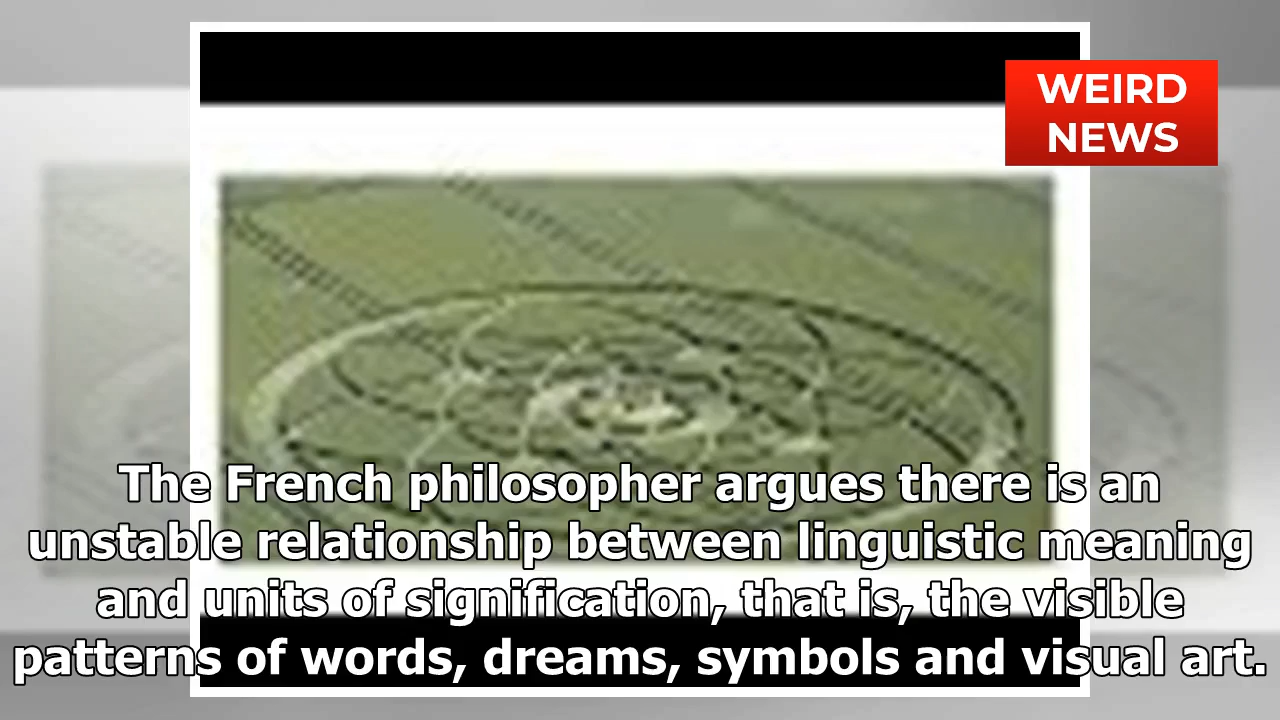 WEIRD
NEWS
The French philosopher argues there is an
unstable relationship between linguistic meaning
and units of signification, that is, the visible
patterns of words, dreams, symbols and visual art.